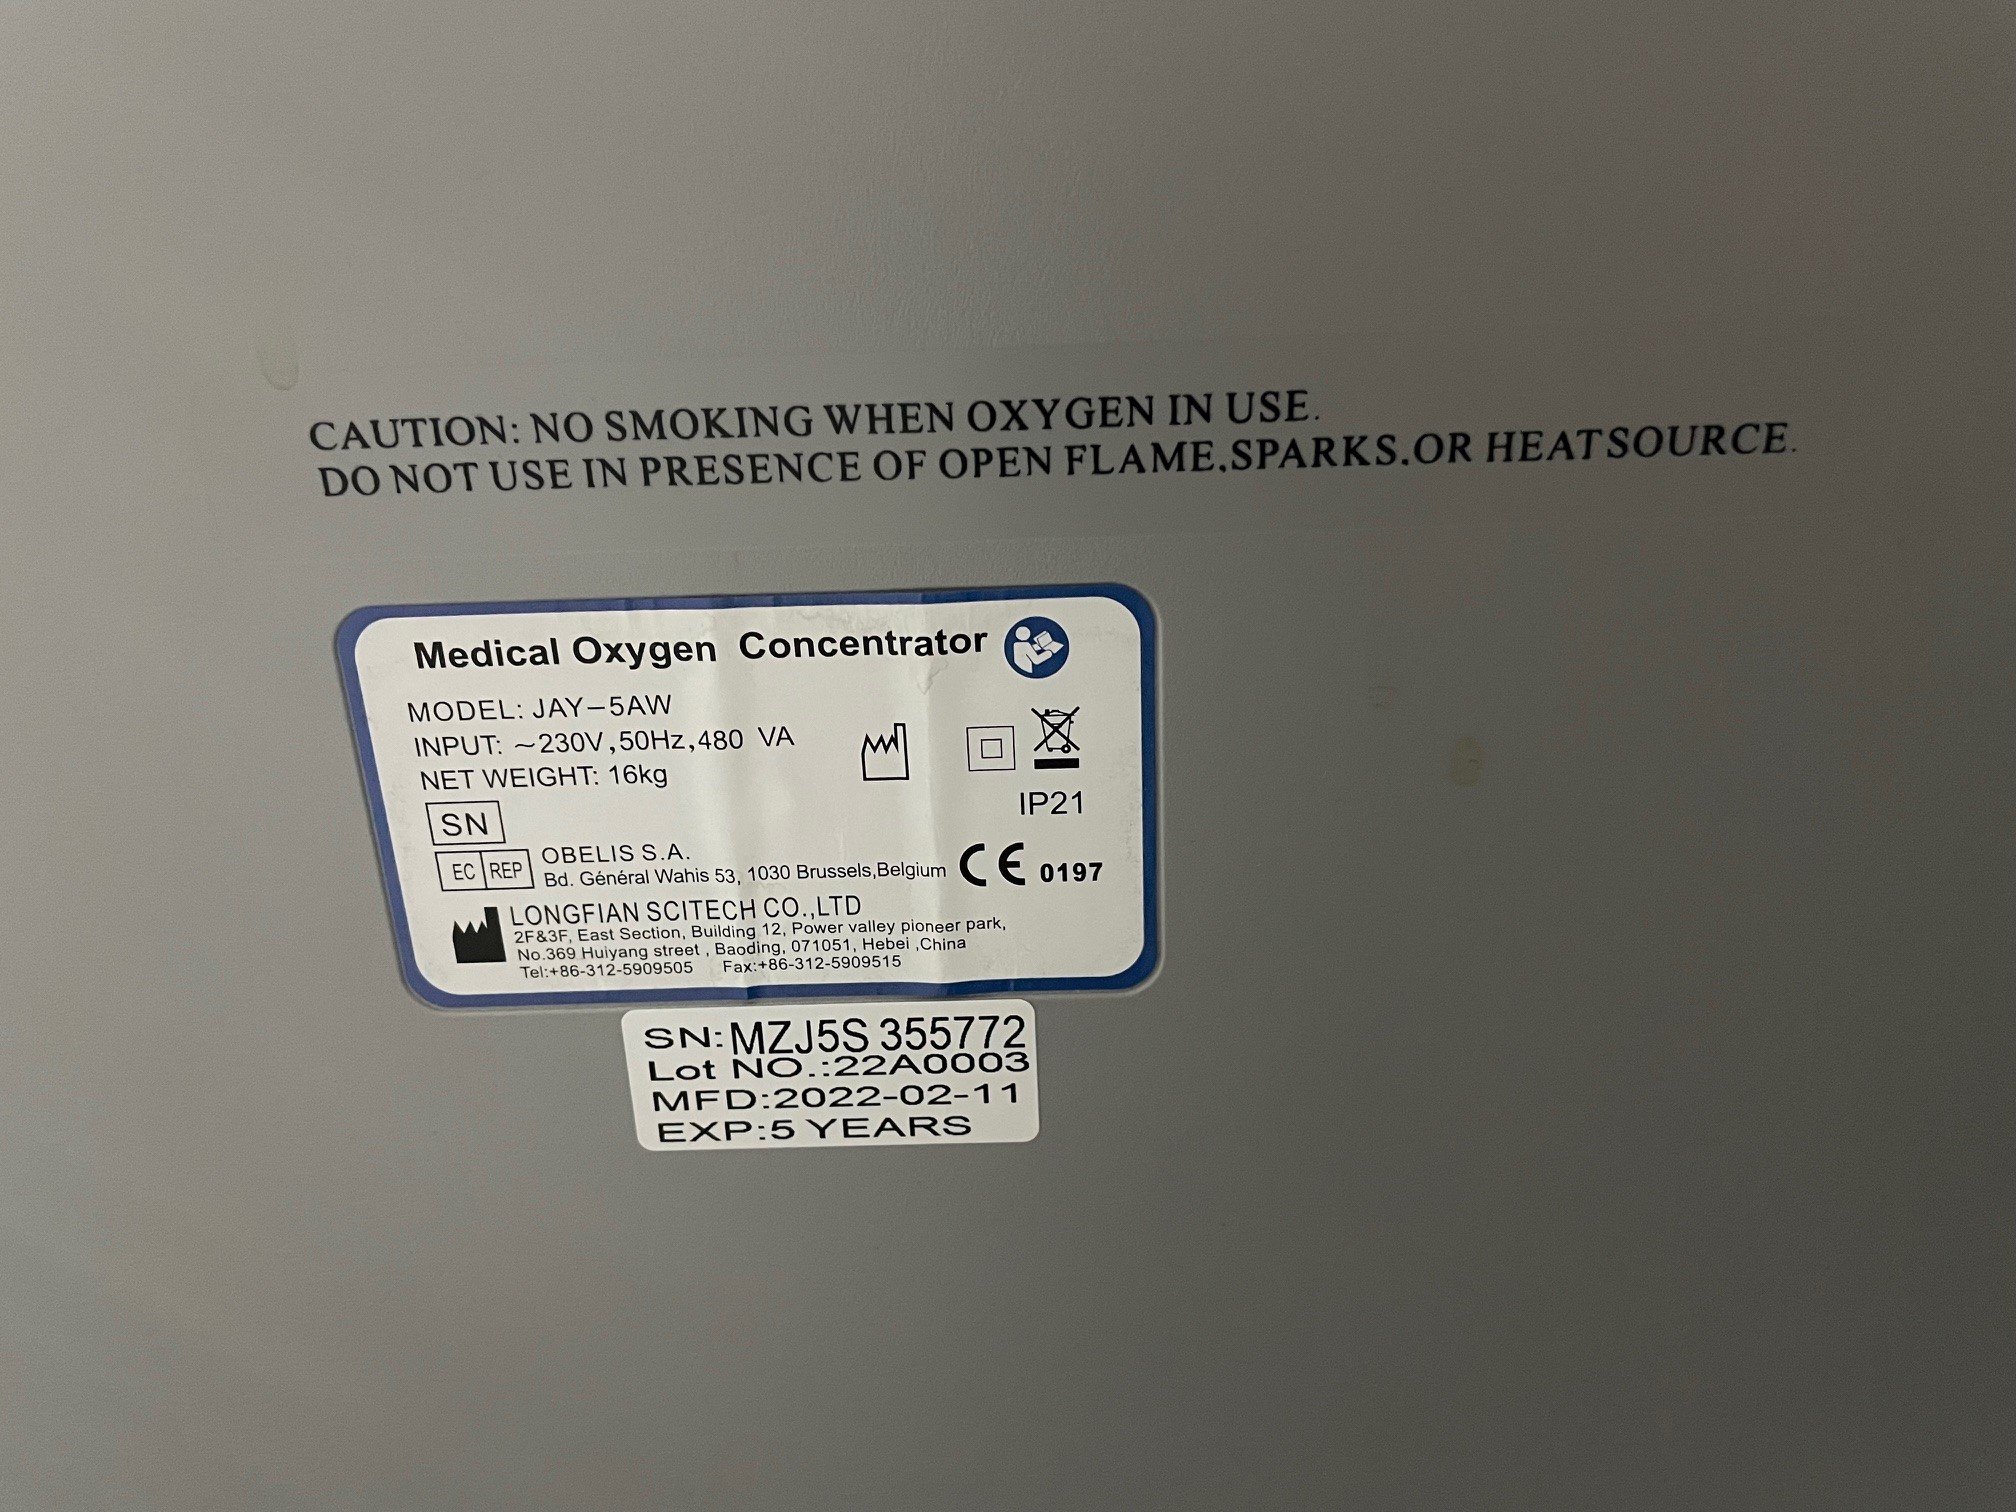 CAUTION: NO SMOKING WHEN OXYGEN IN USE.
DO NOT USE IN PRESENCE OF OPEN FLAME.SPARKS.OR HEATSOURCE.
Medical Oxygen Concentrator
MODEL: JAY-5AW
INPUT: ~230V,50Hz,480 VA
NET WEIGHT: 16kg
IP21
SN
EC REP
OBELIS S.A.
Bd. Général Wahis 53, 1030 Brussels,Belgium
CE 0197
LONGFIAN SCITECH CO.,LTD
2F&3F, East Section, Building 12, Power valley pioneer park,
No.369 Huiyang street , Baoding, 071051, Hebei ,China
Tel:+86-312-5909505 Fax:+86-312-5909515
SN:MZJ5S 355772
Lot NO.:22A0003
MFD:2022-02-11
EXP:5 YEARS